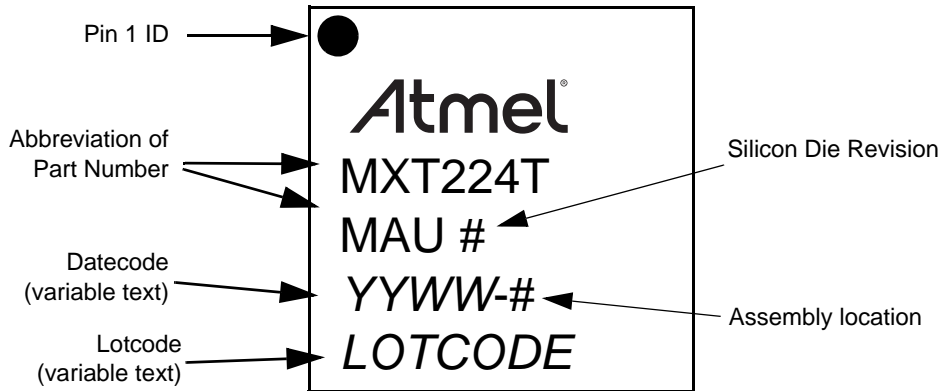 Pin 1 ID
Atmel®
Abbreviation of
Part Number
MXT224T
Silicon Die Revision
MAU #
Datecode
(variable text)
YYWW-#
Assembly location
Lotcode
(variable text)
LOTCODE